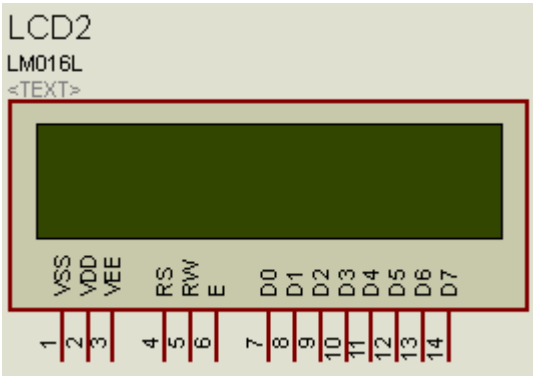 LCD2
LM016L
<TEXT>
VSS VDD VEE RS RW E D0 D1 D2 D3 D4 D5 D6 D7
1 2 3 4 5 6 7 8 9 10 11 12 13 14